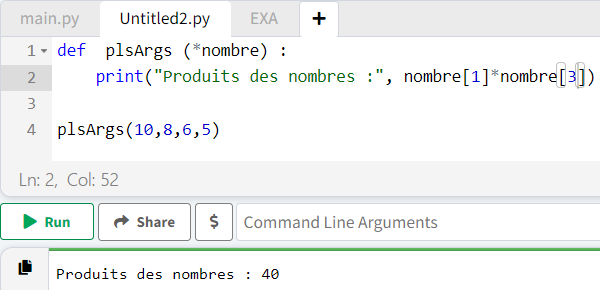 main.py Untitled2.py EXA +
1 def plsArgs (*nombre) :
2 print("Produits des nombres :", nombre[1]*nombre[3])
3
4 plsArgs(10,8,6,5)
Ln: 2, Col: 52
Run Share $ Command Line Arguments
Produits des nombres : 40